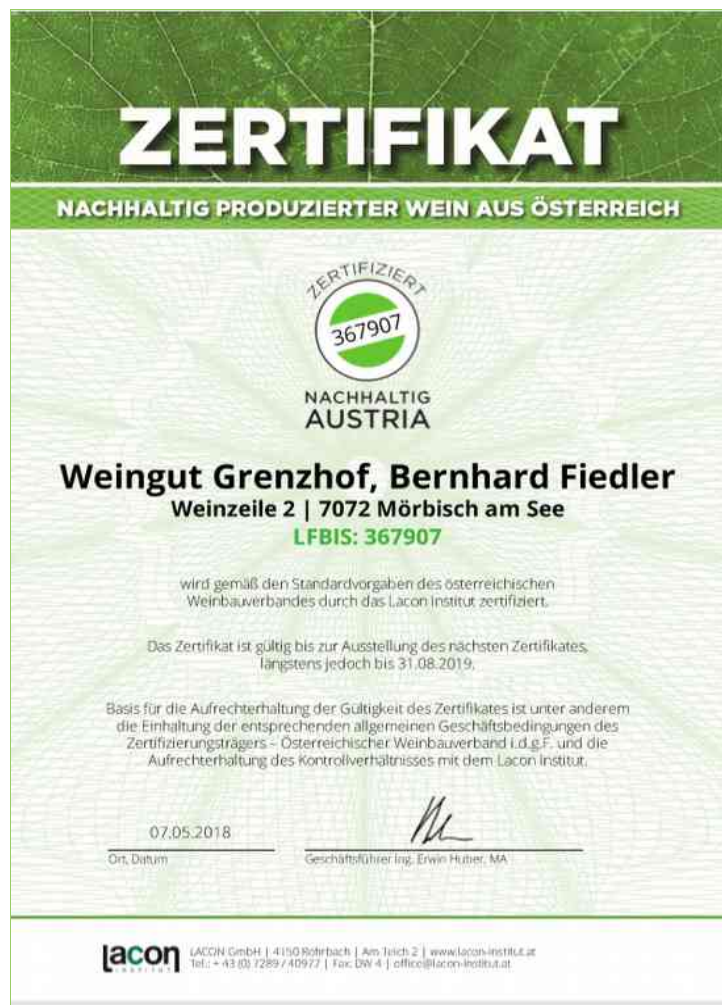 ZERTIFIKAT
NACHHALTIG PRODUZIERTER WEIN AUS ÖSTERREICH
ZERTIFIZIERT
367907
NACHHALTIG
AUSTRIA
Weingut Grenzhof, Bernhard Fiedler
Weinzeile 2 | 7072 Mörbisch am See
LFBIS: 367907
wird gemäß den Standardvorgaben des österreichischen
Weinbauverbandes durch das Lacon Institut zertifiziert.
Das Zertifikat ist gültig bis zur Ausstellung des nächsten Zertifikates,
längstens jedoch bis 31.08.2019.
Basis für die Aufrechterhaltung der Gültigkeit des Zertifikates ist unter anderem
die Einhaltung der entsprechenden allgemeinen Geschäftsbedingungen des
Zertifizierungsträgers – Österreichischer Weinbauverband i.d.g.F. und die
Aufrechterhaltung des Kontrollverhältnisses mit dem Lacon Institut.
07.05.2018
Ort, Datum
Geschäftsführer Ing. Erwin Huber, MA
lacon
INSTITUT
LACON GmbH | 4150 Rohrbach | Am Teich 2 | www.lacon-institut.at
Tel.: + 43 (0) 7289 / 40977 | Fax: DW 4 | office@lacon-institut.at